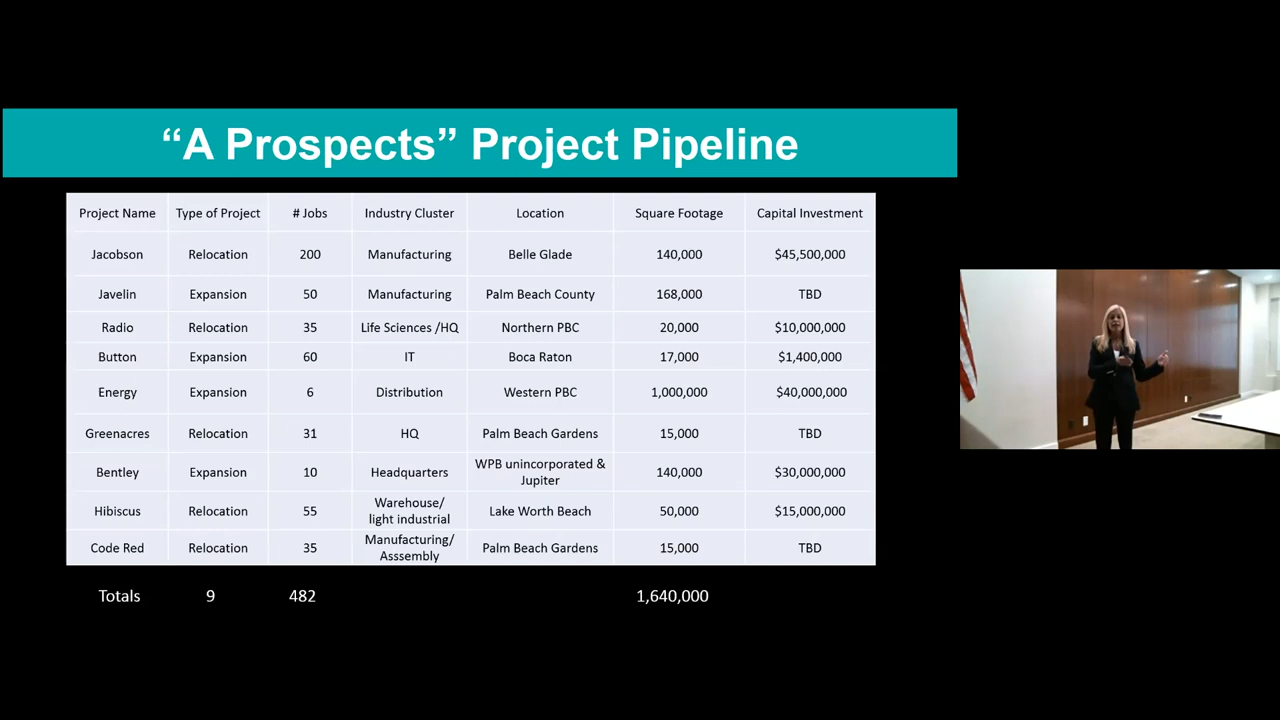 “A Prospects” Project Pipeline
Project Name Type of Project # Jobs Industry Cluster Location Square Footage Capital Investment
Jacobson Relocation 200 Manufacturing Belle Glade 140,000 $45,500,000
Javelin Expansion 50 Manufacturing Palm Beach County 168,000 TBD
Radio Relocation 35 Life Sciences /HQ Northern PBC 20,000 $10,000,000
Button Expansion 60 IT Boca Raton 17,000 $1,400,000
Energy Expansion 6 Distribution Western PBC 1,000,000 $40,000,000
Greenacres Relocation 31 HQ Palm Beach Gardens 15,000 TBD
Bentley Expansion 10 Headquarters WPB unincorporated &
Jupiter 140,000 $30,000,000
Hibiscus Relocation 55 Warehouse/
light industrial Lake Worth Beach 50,000 $15,000,000
Code Red Relocation 35 Manufacturing/
Asssembly Palm Beach Gardens 15,000 TBD
Totals 9 482 1,640,000